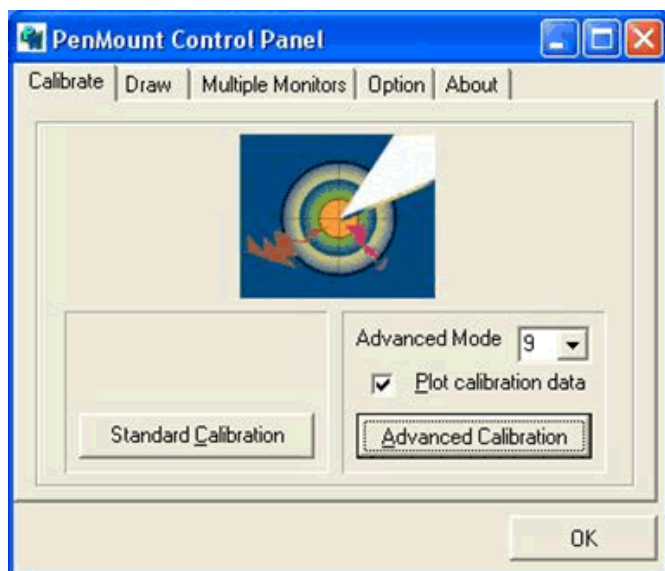 PenMount Control Panel
Calibrate Draw Multiple Monitors Option About
Advanced Mode 9
Plot calibration data
Standard Calibration Advanced Calibration
OK